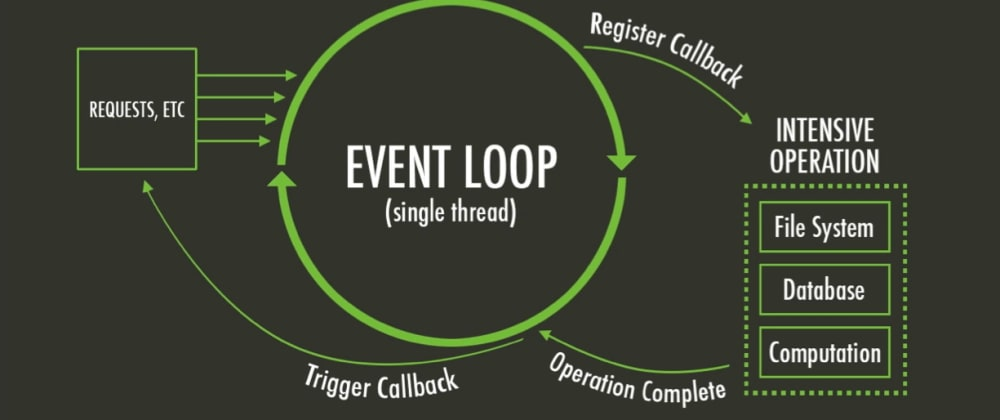 Register Callback
REQUESTS, ETC
INTENSIVE
OPERATION
EVENT LOOP
(single thread)
File System
Database
Computation
Trigger Callback
Operation Complete